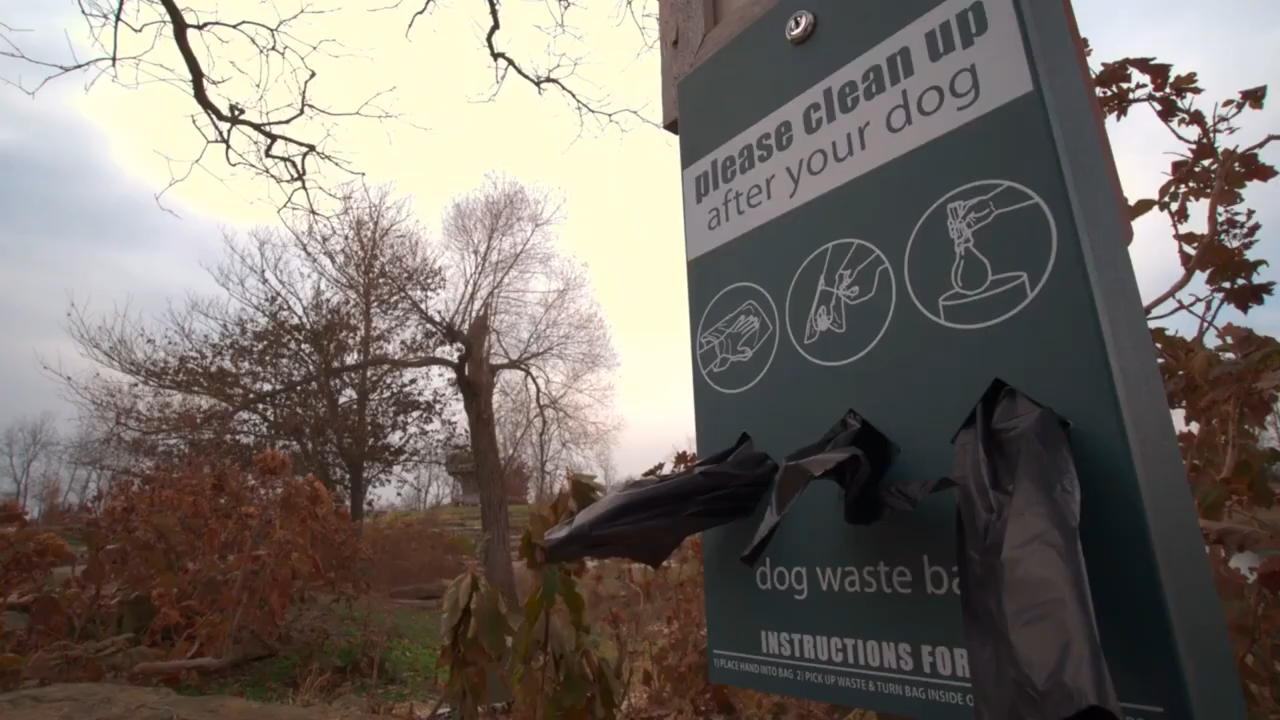 please clean up
after your dog
dog waste
INSTRUCTIONS FOR
1) PLACE HAND INTO BAG 2) PICK UP WASTE & TURN BAG INSIDE